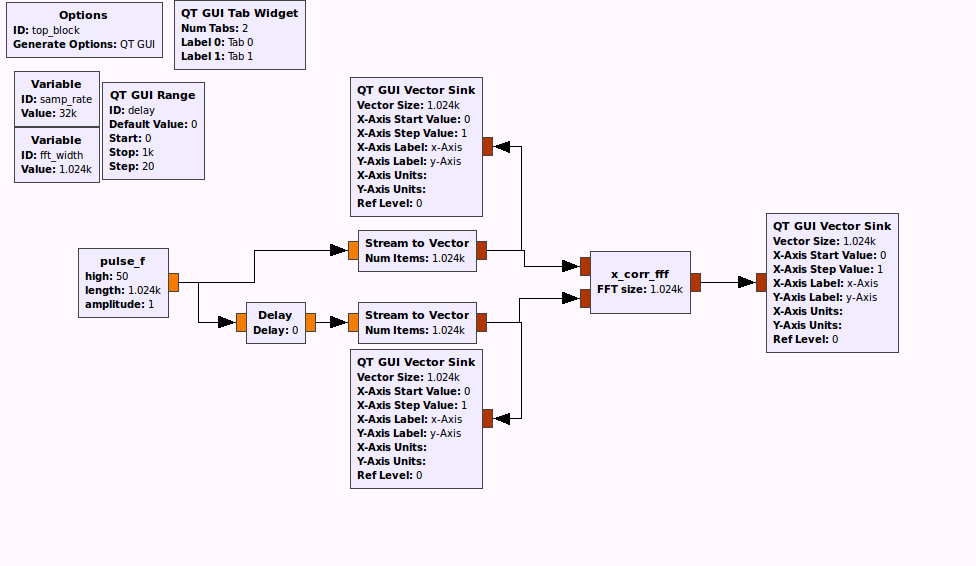 Options
ID: top_block
Generate Options: QT GUI
QT GUI Tab Widget
Num Tabs: 2
Label 0: Tab 0
Label 1: Tab 1
Variable
ID: samp_rate
Value: 32k
Variable
ID: fft_width
Value: 1.024k
QT GUI Range
ID: delay
Default Value: 0
Start: 0
Stop: 1k
Step: 20
QT GUI Vector Sink
Vector Size: 1.024k
X-Axis Start Value: 0
X-Axis Step Value: 1
X-Axis Label: x-Axis
Y-Axis Label: y-Axis
X-Axis Units:
Y-Axis Units:
Ref Level: 0
pulse_f
high: 50
length: 1.024k
amplitude: 1
Stream to Vector
Num Items: 1.024k
Delay
Delay: 0
Stream to Vector
Num Items: 1.024k
QT GUI Vector Sink
Vector Size: 1.024k
X-Axis Start Value: 0
X-Axis Step Value: 1
X-Axis Label: x-Axis
Y-Axis Label: y-Axis
X-Axis Units:
Y-Axis Units:
Ref Level: 0
x_corr_fff
FFT size: 1.024k
QT GUI Vector Sink
Vector Size: 1.024k
X-Axis Start Value: 0
X-Axis Step Value: 1
X-Axis Label: x-Axis
Y-Axis Label: y-Axis
X-Axis Units:
Y-Axis Units:
Ref Level: 0